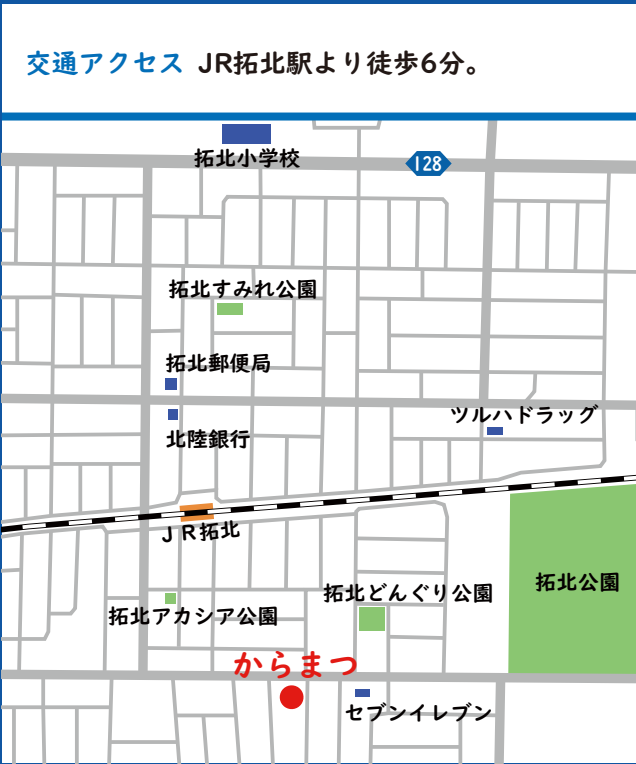 交通アクセス JR拓北駅より徒歩6分。
拓北小学校
128
拓北すみれ公園
拓北郵便局
ツルハドラッグ
北陸銀行
JR拓北
拓北公園
拓北どんぐり公園
拓北アカシア公園
からまつ
セブンイレブン